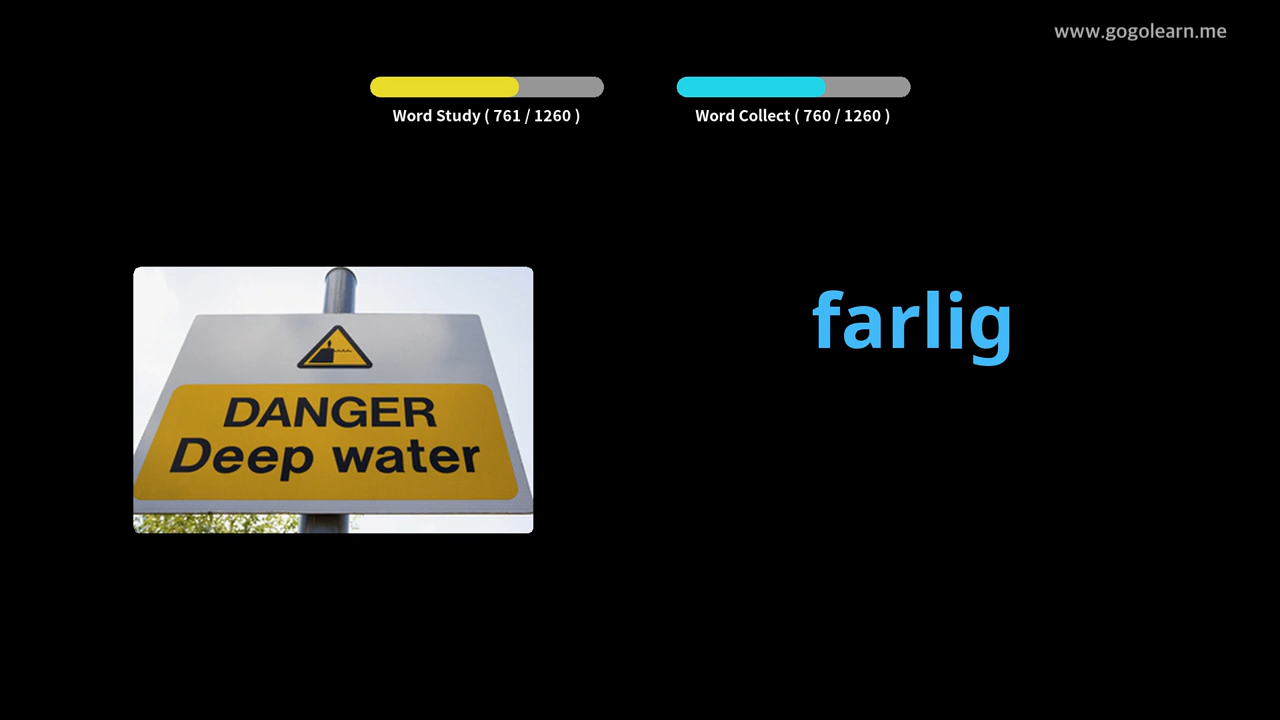 www.gogolearn.me
Word Study ( 761 / 1260 )
Word Collect ( 760 / 1260 )
DANGER
Deep water
farlig